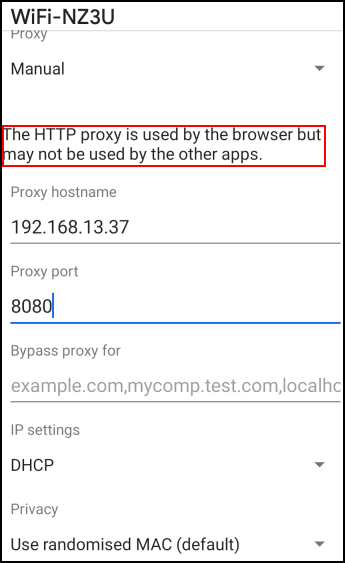 WiFi-NZ3U
Proxy
Manual
The HTTP proxy is used by the browser but
may not be used by the other apps.
Proxy hostname
192.168.13.37
Proxy port
8080
Bypass proxy for
example.com,mycomp.test.com,localho
IP settings
DHCP
Privacy
Use randomised MAC (default)